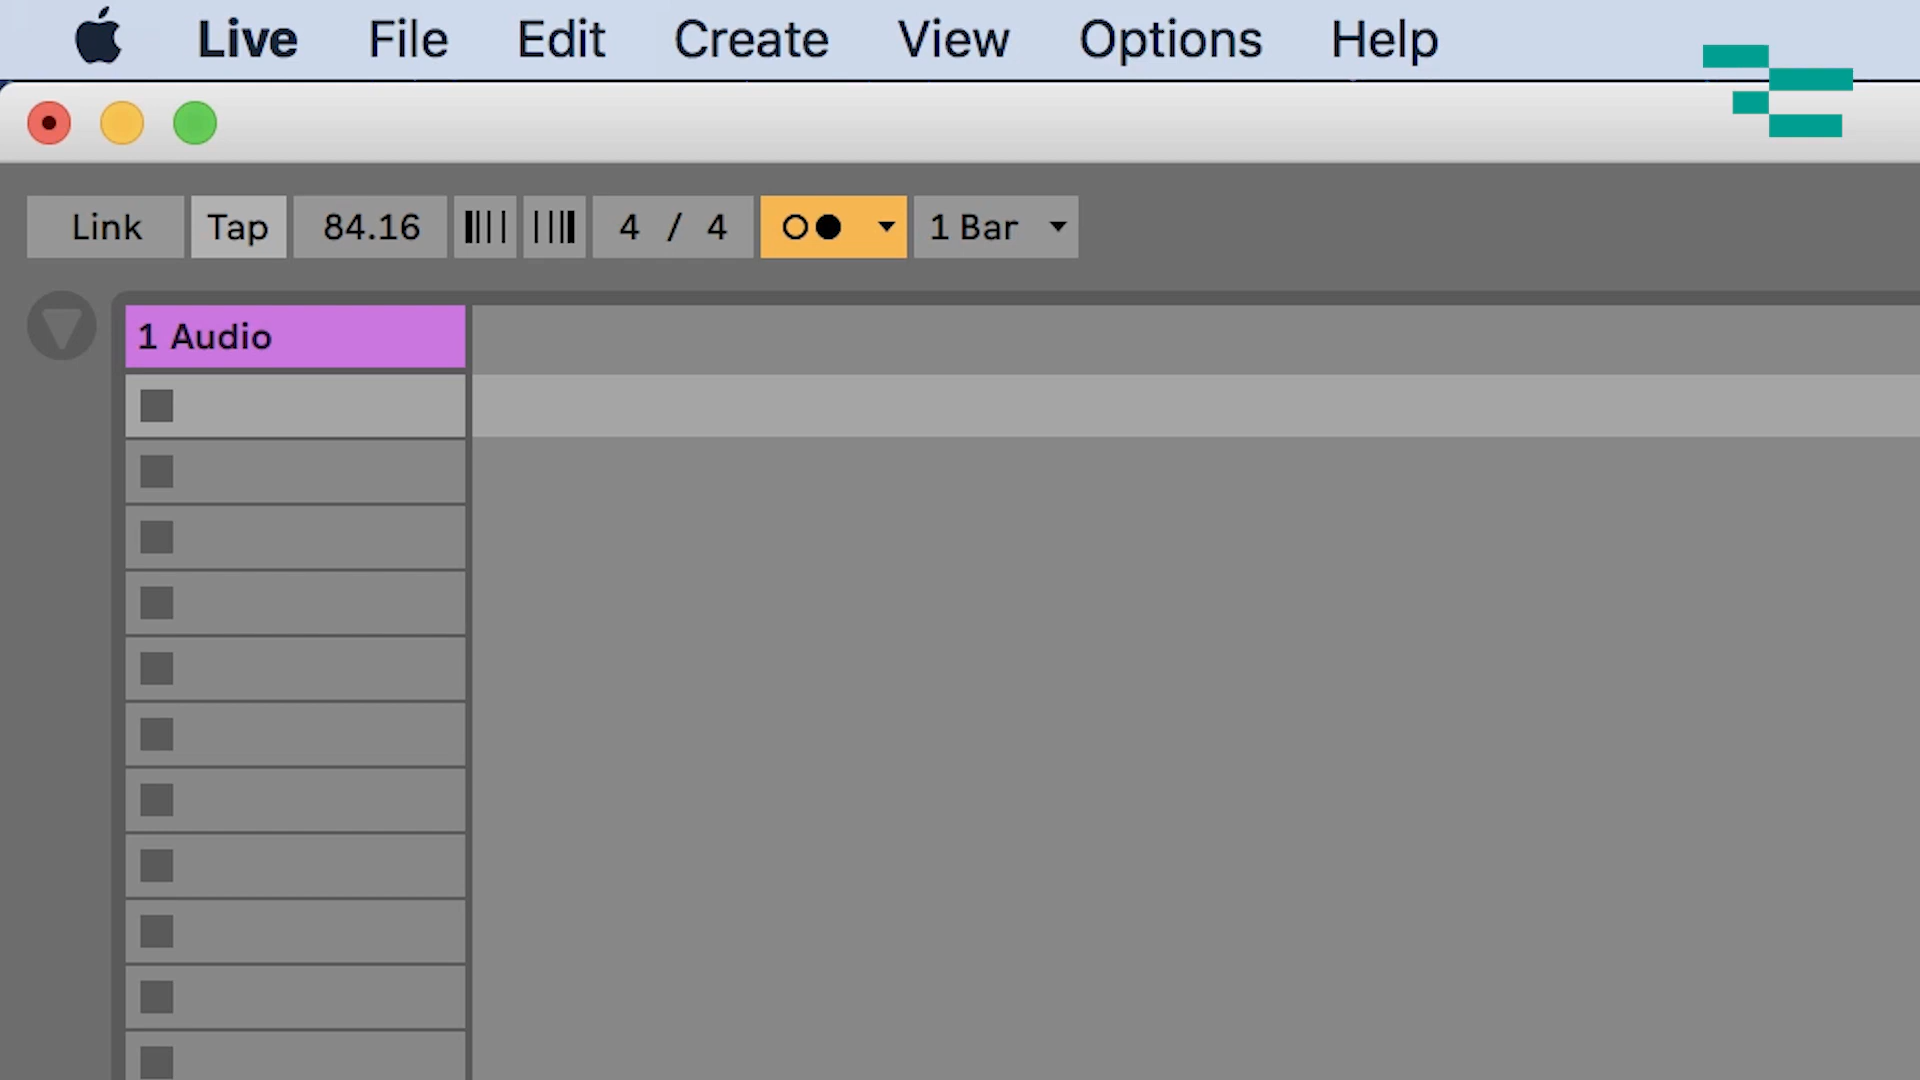 Live File Edit Create View Options Help
Link Tap 84.16 4 / 4 1 Bar
1 Audio